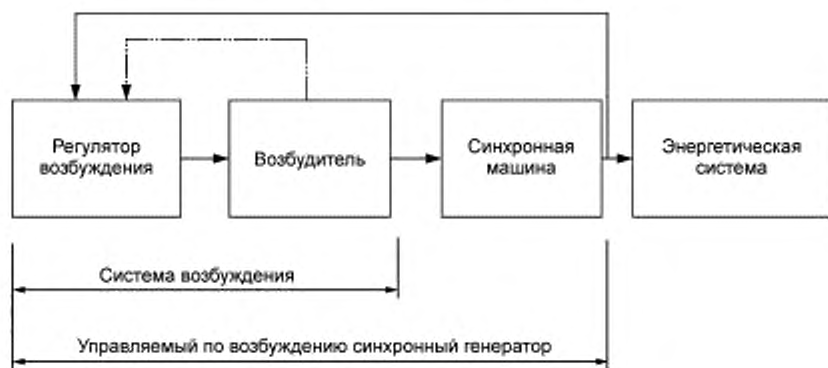 Регулятор
возбуждения
Возбудитель
Синхронная
машина
Энергетическая
система
Система возбуждения
Управляемый по возбуждению синхронный генератор